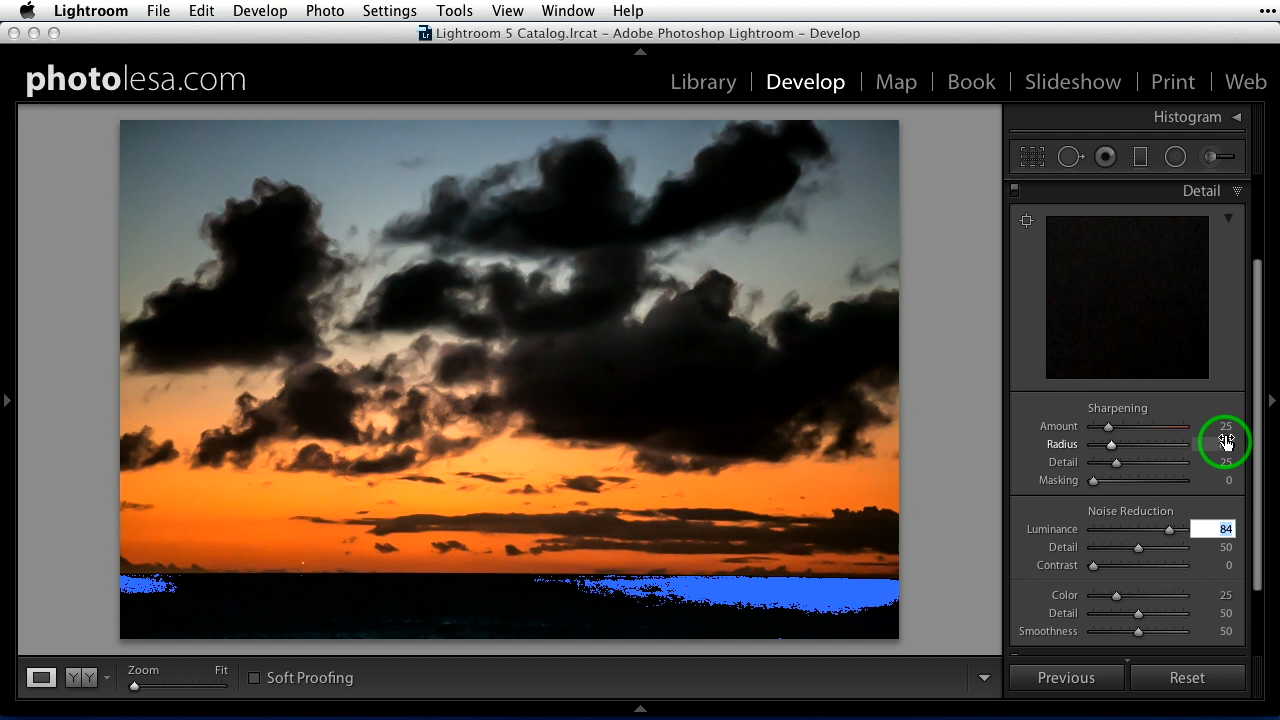 Lightroom File Edit Develop Photo Settings Tools View Window Help
Lr Lightroom 5 Catalog.lrcat – Adobe Photoshop Lightroom – Develop
photolesa.com Library Develop Map Book Slideshow Print Web
Histogram
Detail
Sharpening
Amount 25
Radius
Detail 25
Masking 0
Noise Reduction
Luminance 84
Detail 50
Contrast 0
Color 25
Detail 50
Smoothness 50
Y Y Zoom Fit Soft Proofing Previous Reset